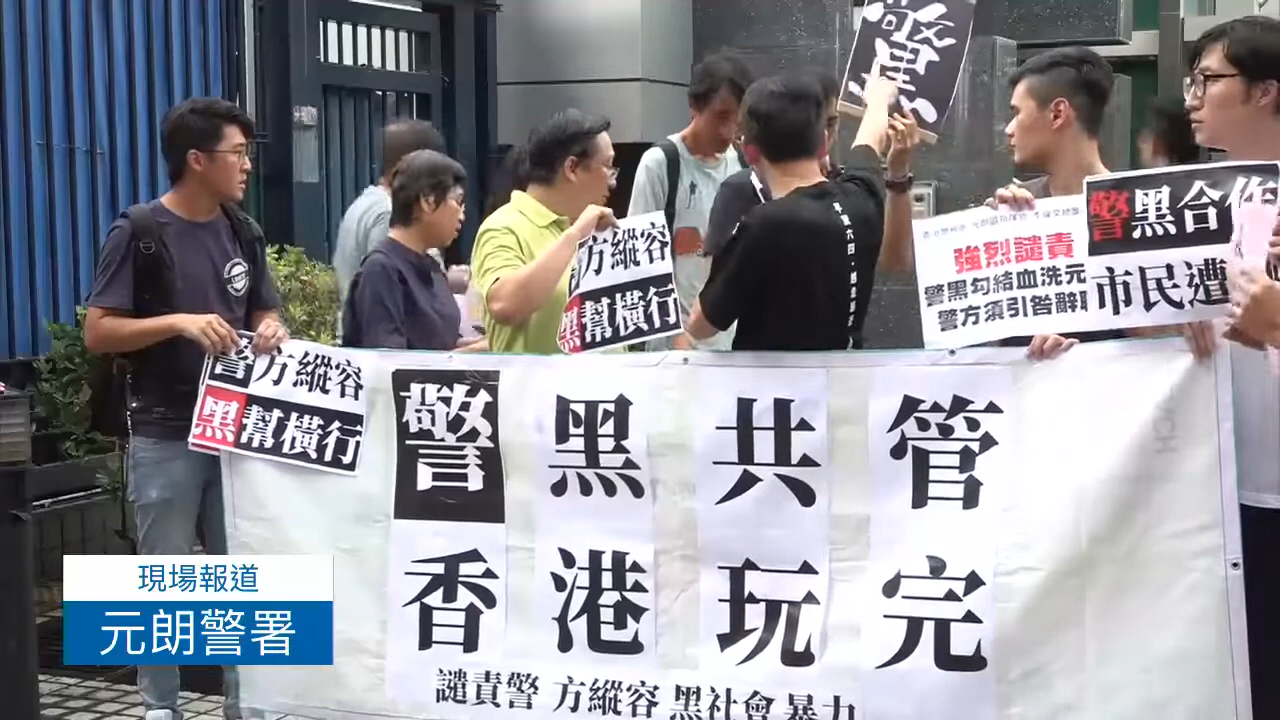 警
黑
警方縱容
黑幫橫行
強烈譴責
警黑勾結血洗元
警方須引咎辭
警黑合作
市民遭
警方縱容
黑幫橫行
警黑共管
香港玩完
譴責警方縱容黑社會暴力
現場報道
元朗警署